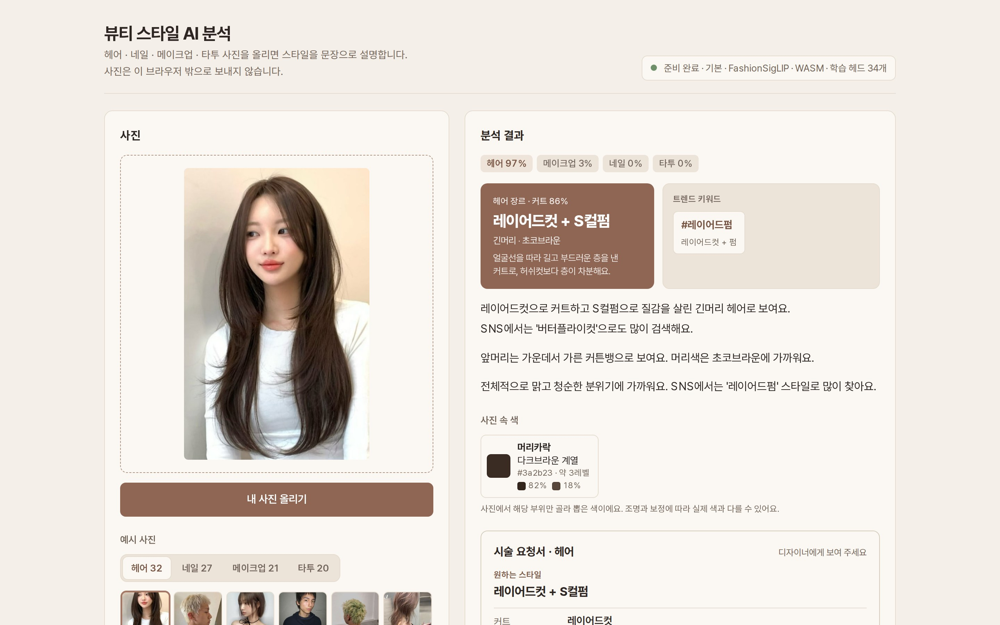 뷰티 스타일 AI 분석
헤어 · 네일 · 메이크업 · 타투 사진을 올리면 스타일을 문장으로 설명합니다.
사진은 이 브라우저 밖으로 보내지 않습니다.
준비 완료 · 기본 · FashionSigLIP · WASM · 학습 헤드 34개
사진
내 사진 올리기
예시 사진
헤어 32 네일 27 메이크업 21 타투 20
분석 결과
헤어 97% 메이크업 3% 네일 0% 타투 0%
헤어 장르 · 커트 86%
레이어드컷 + S컬펌
긴머리 · 초코브라운
얼굴선을 따라 길고 부드러운 층을 낸
커트로, 허쉬컷보다 층이 차분해요.
트렌드 키워드
#레이어드펌
레이어드컷 + 펌
레이어드컷으로 커트하고 S컬펌으로 질감을 살린 긴머리 헤어로 보여요.
SNS에서는 '버터플라이컷'으로도 많이 검색해요.
앞머리는 가운데서 가른 커튼뱅으로 보여요. 머리색은 초코브라운에 가까워요.
전체적으로 맑고 청순한 분위기에 가까워요. SNS에서는 '레이어드펌' 스타일로 많이 찾아요.
사진 속 색
머리카락
다크브라운 계열
#3a2b23 · 약 3레벨
82% 18%
사진에서 해당 부위만 골라 뽑은 색이에요. 조명과 보정에 따라 실제 색과 다를 수 있어요.
시술 요청서 · 헤어
디자이너에게 보여 주세요
원하는 스타일
레이어드컷 + S컬펌
커트 레이어드컷